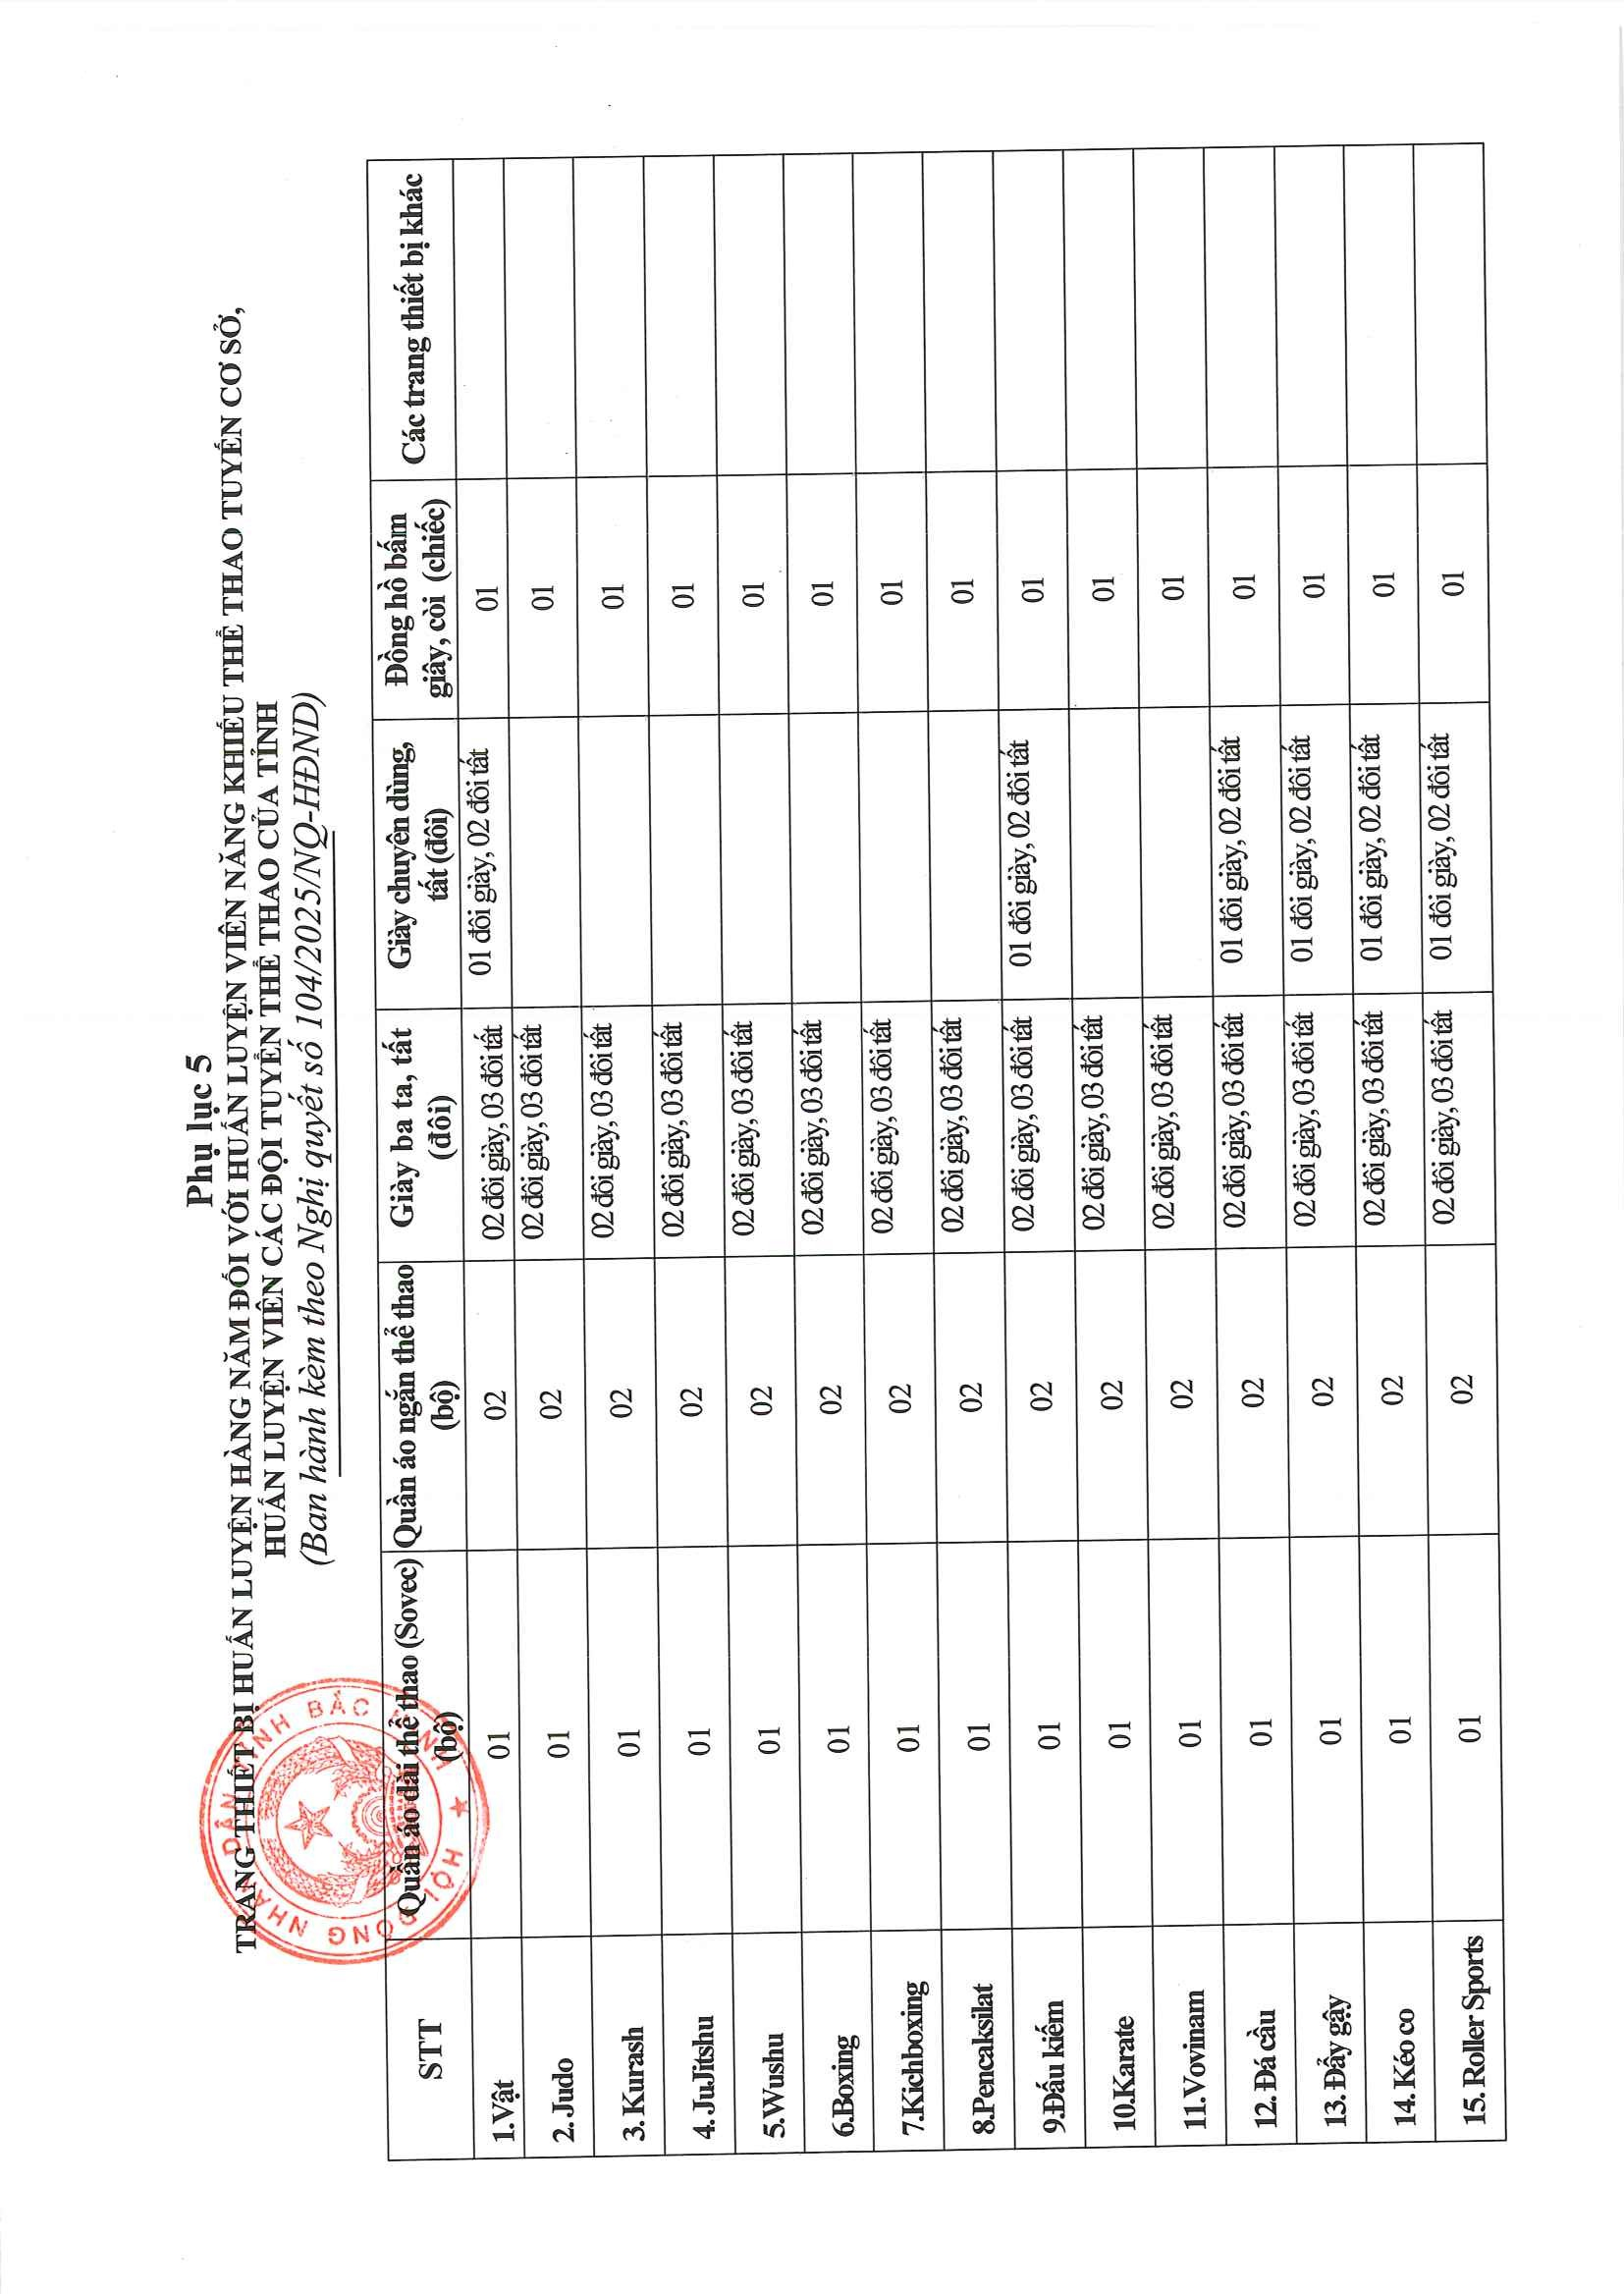 Phụ lục 5
TRANG THIẾT BỊ HUẤN LUYỆN HÀNG NĂM ĐỐI VỚI HUẤN LUYỆN VIÊN NĂNG KHIẾU THỂ THAO TUYẾN CƠ SỞ,
HUẤN LUYỆN VIÊN CÁC ĐỘI TUYỂN THỂ THAO CỦA TỈNH
(Ban hành kèm theo Nghị quyết số 104/2025/NQ-HĐND)
HỘI ĐỒNG NHÂN DÂN TỈNH BẮC NINH
STT Quần áo dài thể thao (Sovec) (bộ) Quần áo ngắn thể thao (bộ) Giày ba ta, tất (đôi) Giày chuyên dùng, tất (đôi) Đồng hồ bấm giây, còi (chiếc) Các trang thiết bị khác
1.Vật 01 02 02 đôi giày, 03 đôi tất 01 đôi giày, 02 đôi tất 01
2. Judo 01 02 02 đôi giày, 03 đôi tất 01
3. Kurash 01 02 02 đôi giày, 03 đôi tất 01
4. JuJitshu 01 02 02 đôi giày, 03 đôi tất 01
5.Wushu 01 02 02 đôi giày, 03 đôi tất 01
6.Boxing 01 02 02 đôi giày, 03 đôi tất 01
7.Kichboxing 01 02 02 đôi giày, 03 đôi tất 01
8.Pencaksilat 01 02 02 đôi giày, 03 đôi tất 01
9.Đấu kiếm 01 02 02 đôi giày, 03 đôi tất 01 đôi giày, 02 đôi tất 01
10.Karate 01 02 02 đôi giày, 03 đôi tất 01
11.Vovinam 01 02 02 đôi giày, 03 đôi tất 01
12. Đá cầu 01 02 02 đôi giày, 03 đôi tất 01 đôi giày, 02 đôi tất 01
13. Đẩy gậy 01 02 02 đôi giày, 03 đôi tất 01 đôi giày, 02 đôi tất 01
14. Kéo co 01 02 02 đôi giày, 03 đôi tất 01 đôi giày, 02 đôi tất 01
15. Roller Sports 01 02 02 đôi giày, 03 đôi tất 01 đôi giày, 02 đôi tất 01